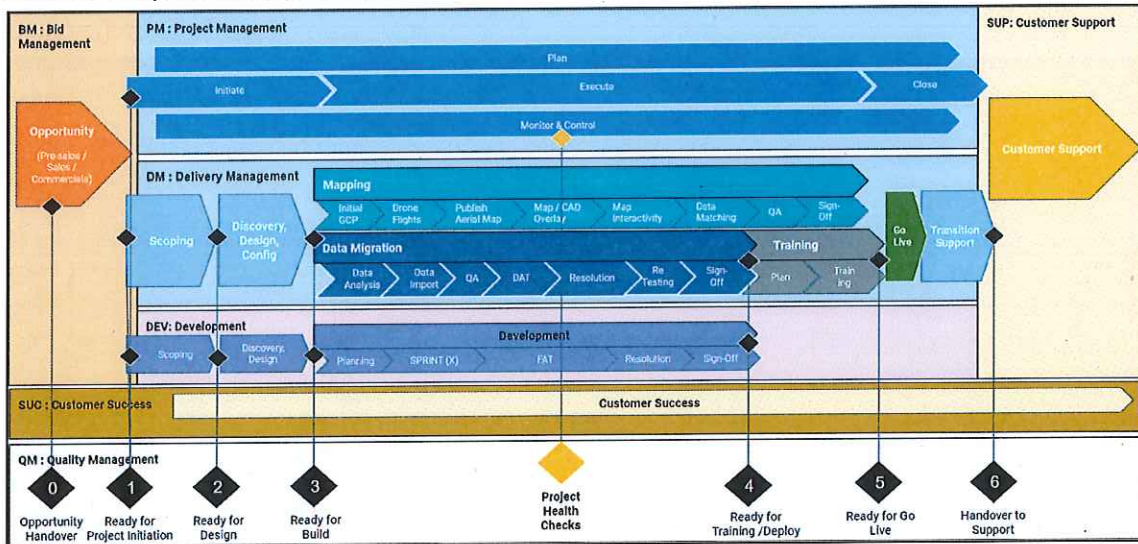 BM : Bid
Management
PM : Project Management
SUP: Customer Support
Plan
Initiate
Execute
Close
Monitor & Control
Opportunity
(Pre-sales /
Sales /
Commercials)
Customer Support
DM : Delivery Management
Mapping
Initial
GCP
Drone
Flights
Publish
Aerial Map
Map / CAD
Overlay
Map
Interactivity
Data
Matching
QA
Sign-
Off
Scoping
Discovery,
Design,
Config
Data Migration
Training
Data
Analysis
Data
Import
QA
DAT
Resolution
Re
Testing
Sign-
Off
Plan
Train
ing
Go
Live
Transition
Support
DEV: Development
Development
Scoping
Discovery,
Design
Planning
SPRINT (X)
FAT
Resolution
Sign-Off
SUC : Customer Success
Customer Success
QM : Quality Management
0
1
2
3
4
5
6
Opportunity
Handover
Ready for
Project Initiation
Ready for
Design
Ready for
Build
Project
Health
Checks
Ready for
Training /Deploy
Ready for Go
Live
Handover to
Support